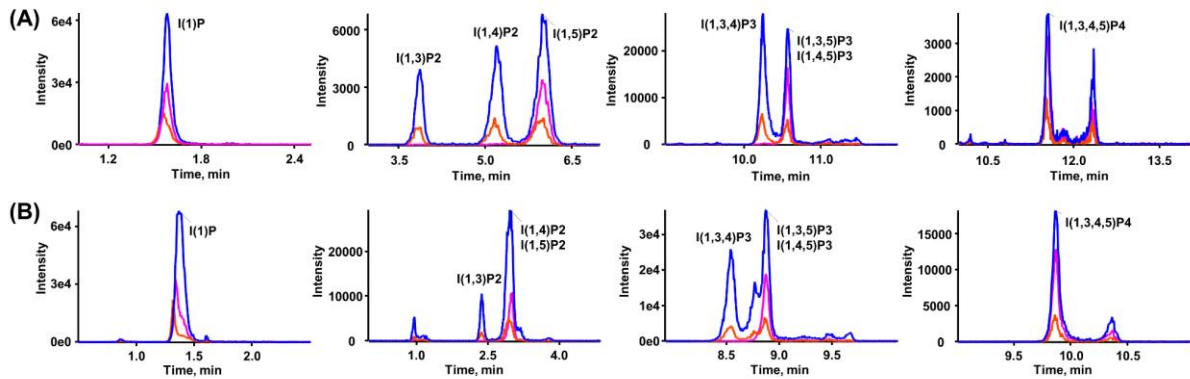 (A)
6e4
3e4
0e0
Intensity
I(1)P
1.2
1.8
2.4
Time, min
6000
3000
0
Intensity
I(1,3)P2
I(1,4)P2
I(1,5)P2
3.5
5.0
6.5
Time, min
20000
10000
0
Intensity
I(1,3,4)P3
I(1,3,5)P3
I(1,4,5)P3
10.0
11.0
Time, min
3000
2000
1000
0
Intensity
I(1,3,4,5)P4
10.5
12.0
13.5
Time, min
(B)
6e4
3e4
0e0
Intensity
I(1)P
1.0
1.5
2.0
Time, min
20000
10000
0
Intensity
I(1,3)P2
I(1,4)P2
I(1,5)P2
1.0
2.5
4.0
Time, min
3e4
2e4
1e4
0e0
Intensity
I(1,3,4)P3
I(1,3,5)P3
I(1,4,5)P3
8.5
9.0
9.5
Time, min
15000
10000
5000
0
Intensity
I(1,3,4,5)P4
9.5
10.0
10.5
Time, min